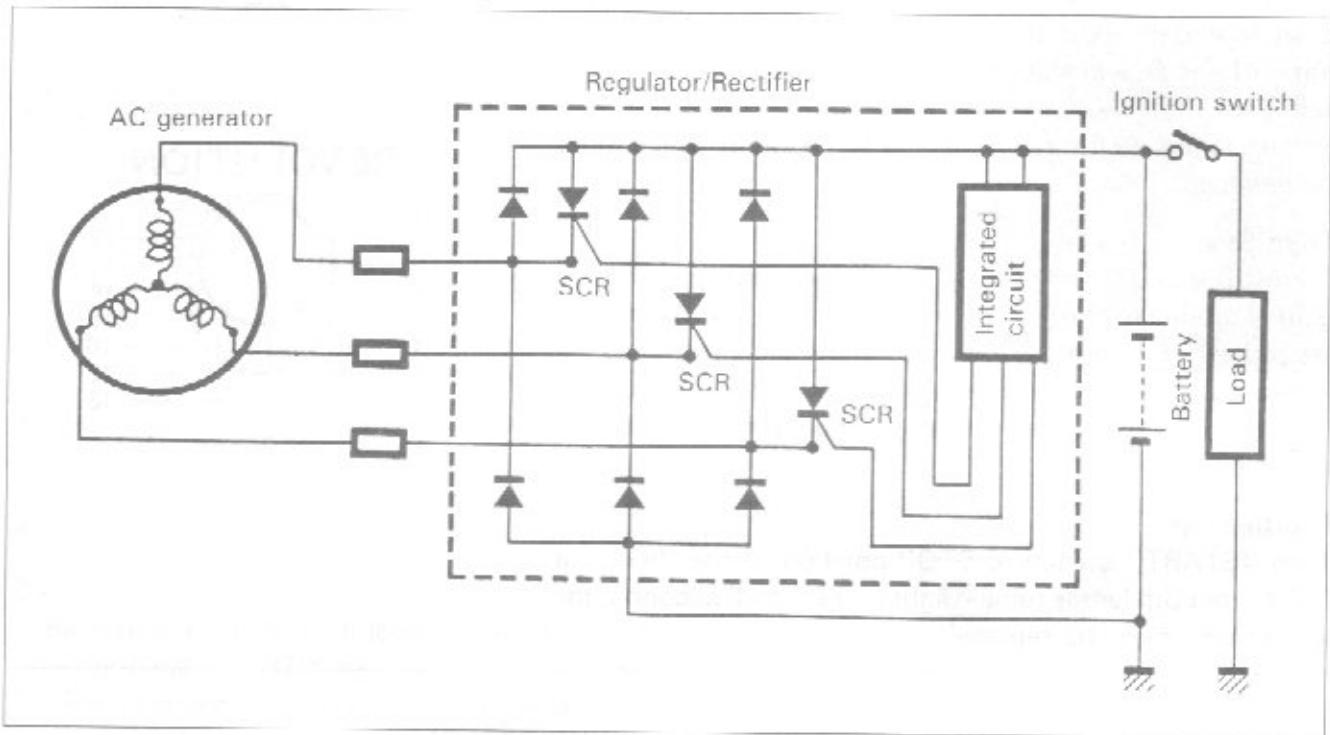 Regulator/Rectifier
Ignition switch
AC generator
SCR
SCR
SCR
Integrated
circuit
Battery
Load